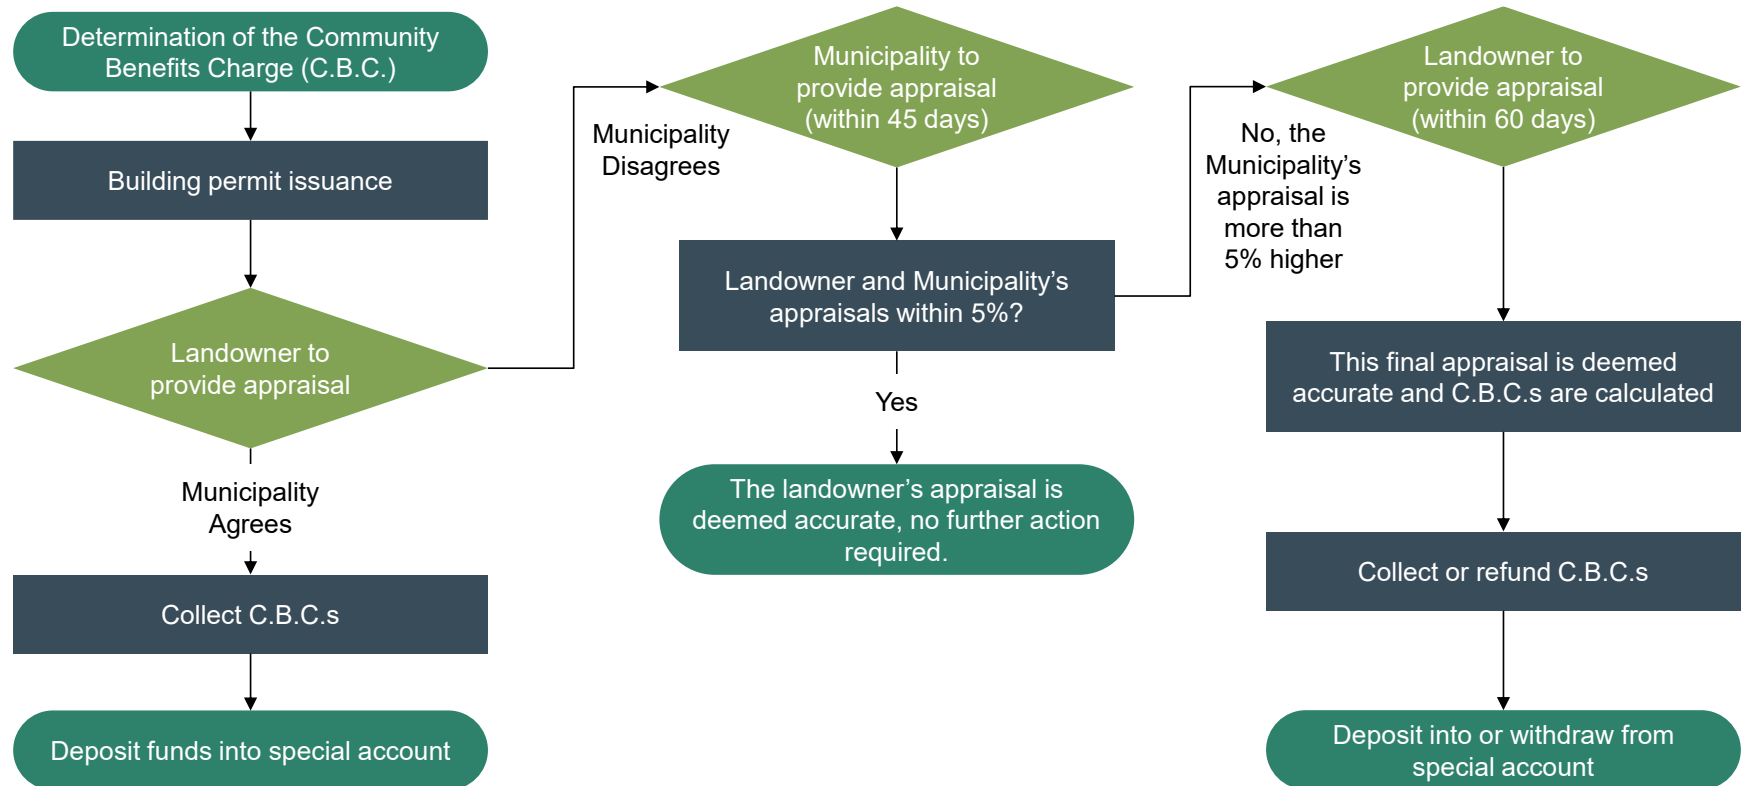 Determination of the Community
Benefits Charge (C.B.C.)
Building permit issuance
Landowner to
provide appraisal
Municipality
Agrees
Collect C.B.C.s
Deposit funds into special account
Municipality
Disagrees
Municipality to
provide appraisal
(within 45 days)
Landowner and Municipality’s
appraisals within 5%?
Yes
The landowner’s appraisal is
deemed accurate, no further action
required.
No, the
Municipality’s
appraisal is
more than
5% higher
Landowner to
provide appraisal
(within 60 days)
This final appraisal is deemed
accurate and C.B.C.s are calculated
Collect or refund C.B.C.s
Deposit into or withdraw from
special account